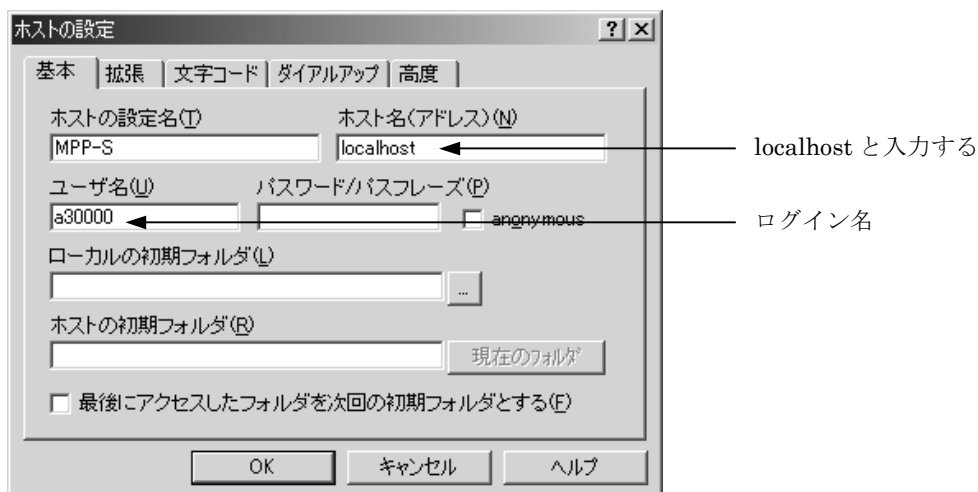 ホストの設定
? ×
基本 拡張 文字コード ダイアルアップ 高度
ホストの設定名(T) ホスト名(アドレス)(N)
MPP-S localhost localhost と入力する
ユーザ名(U) パスワード/パスフレーズ(P)
a30000 anonymous ログイン名
ローカルの初期フォルダ(L)
...
ホストの初期フォルダ(R)
現在のフォルダ
最後にアクセスしたフォルダを次回の初期フォルダとする(F)
OK キャンセル ヘルプ